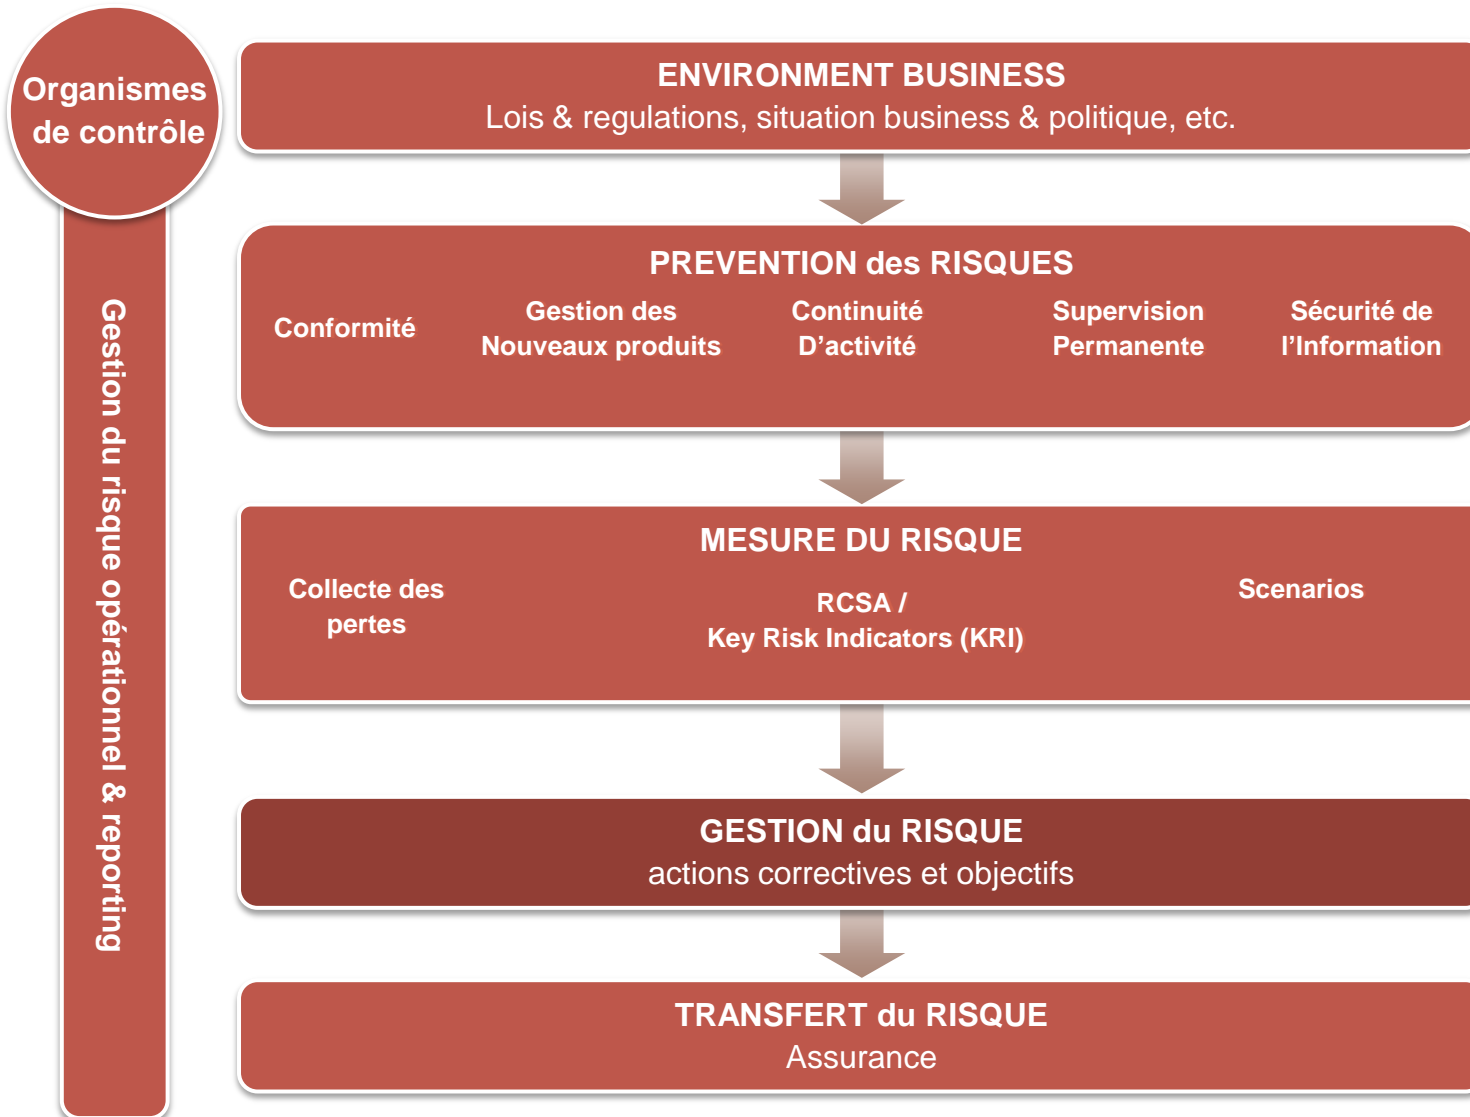 Organismes
de contrôle
Gestion du risque opérationnel & reporting
ENVIRONMENT BUSINESS
Lois & regulations, situation business & politique, etc.
PREVENTION des RISQUES
Conformité
Gestion des
Nouveaux produits
Continuité
D’activité
Supervision
Permanente
Sécurité de
l’Information
MESURE DU RISQUE
Collecte des
pertes
RCSA /
Key Risk Indicators (KRI)
Scenarios
GESTION du RISQUE
actions correctives et objectifs
TRANSFERT du RISQUE
Assurance